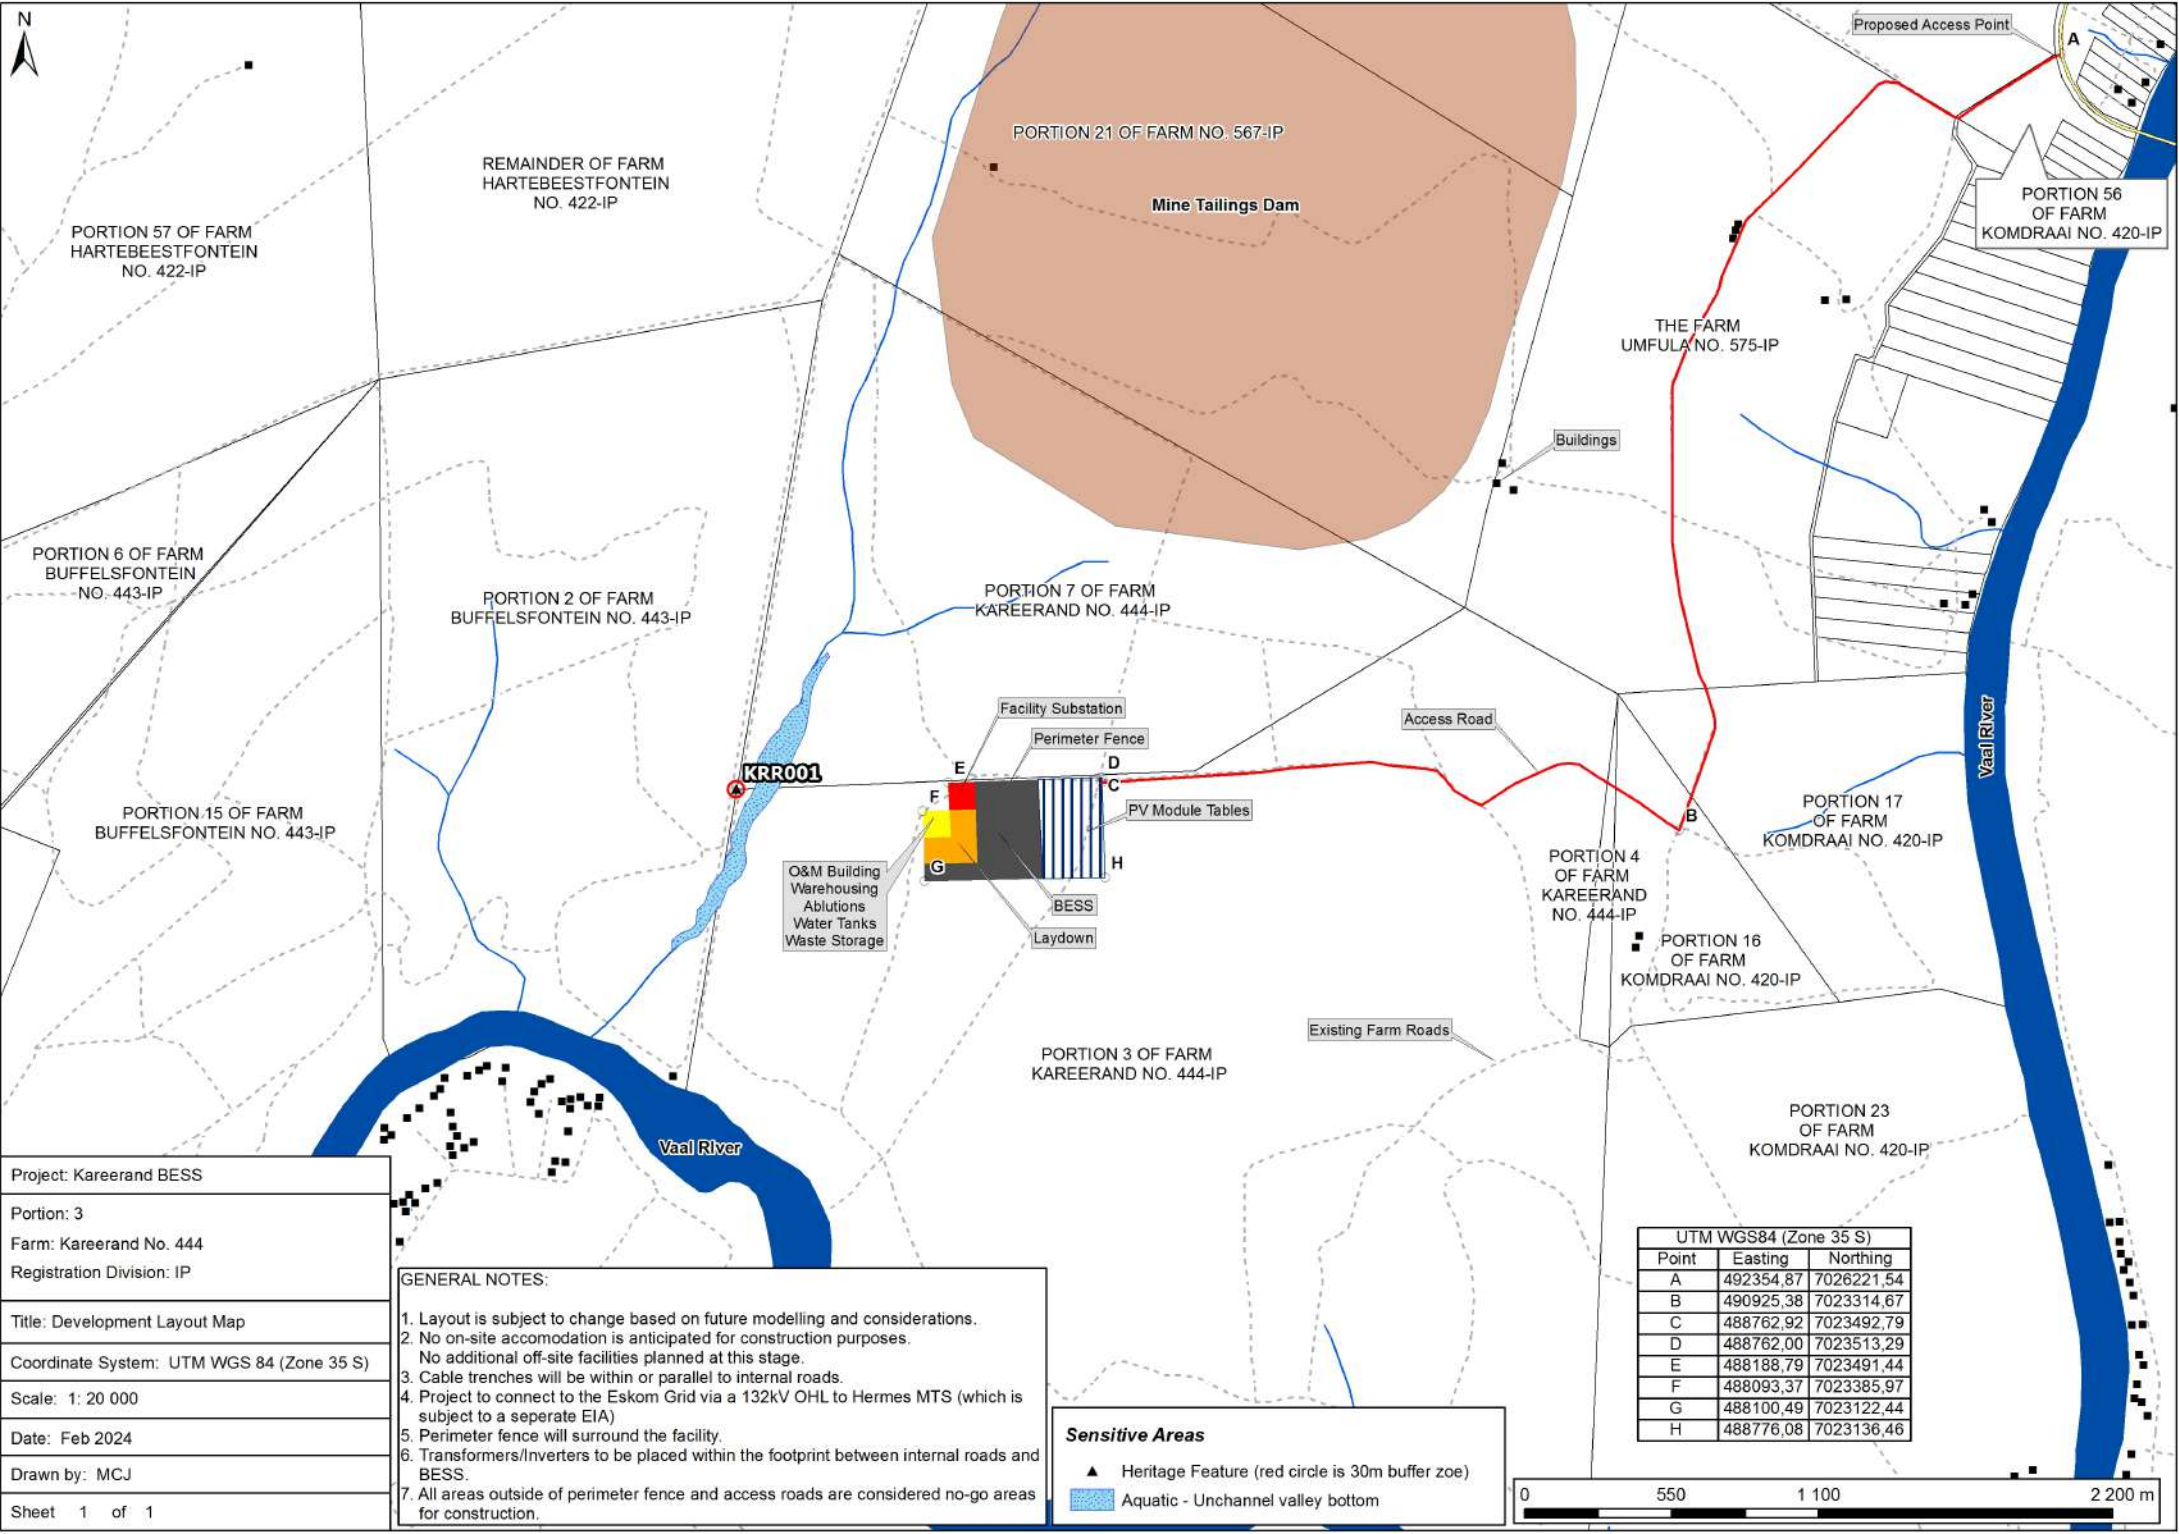 N
Proposed Access Point
A
PORTION 21 OF FARM NO. 567-IP
REMAINDER OF FARM
HARTEBEESTFONTEIN
NO. 422-IP
Mine Tailings Dam
PORTION 56
OF FARM
KOMDRAAI NO. 420-IP
PORTION 57 OF FARM
HARTEBEESTFONTEIN
NO. 422-IP
THE FARM
UMFULA NO. 575-IP
Buildings
PORTION 6 OF FARM
BUFFELSFONTEIN
NO. 443-IP
PORTION 2 OF FARM
BUFFELSFONTEIN NO. 443-IP
PORTION 7 OF FARM
KAREERAND NO. 444-IP
Facility Substation
Perimeter Fence
Access Road
Vaal River
KRR001
E
D
C
F
PV Module Tables
B
PORTION 15 OF FARM
BUFFELSFONTEIN NO. 443-IP
PORTION 17
OF FARM
KOMDRAAI NO. 420-IP
G
H
O&M Building
Warehousing
Ablutions
Water Tanks
Waste Storage
BESS
Laydown
PORTION 4
OF FARM
KAREERAND
NO. 444-IP
PORTION 16
OF FARM
KOMDRAAI NO. 420-IP
Existing Farm Roads
PORTION 3 OF FARM
KAREERAND NO. 444-IP
PORTION 23
OF FARM
KOMDRAAI NO. 420-IP
Vaal River
Project: Kareerand BESS
Portion: 3
Farm: Kareerand No. 444
Registration Division: IP
Title: Development Layout Map
Coordinate System: UTM WGS 84 (Zone 35 S)
Scale: 1: 20 000
Date: Feb 2024
Drawn by: MCJ
Sheet 1 of 1
GENERAL NOTES:
1. Layout is subject to change based on future modelling and considerations.
2. No on-site accomodation is anticipated for construction purposes.
No additional off-site facilities planned at this stage.
3. Cable trenches will be within or parallel to internal roads.
4. Project to connect to the Eskom Grid via a 132kV OHL to Hermes MTS (which is
subject to a seperate EIA)
5. Perimeter fence will surround the facility.
6. Transformers/Inverters to be placed within the footprint between internal roads and
BESS.
7. All areas outside of perimeter fence and access roads are considered no-go areas
for construction.
Sensitive Areas
Heritage Feature (red circle is 30m buffer zoe)
Aquatic - Unchannel valley bottom
UTM WGS84 (Zone 35 S)
Point Easting Northing
A 492354,87 7026221,54
B 490925,38 7023314,67
C 488762,92 7023492,79
D 488762,00 7023513,29
E 488188,79 7023491,44
F 488093,37 7023385,97
G 488100,49 7023122,44
H 488776,08 7023136,46
0 550 1 100 2 200 m